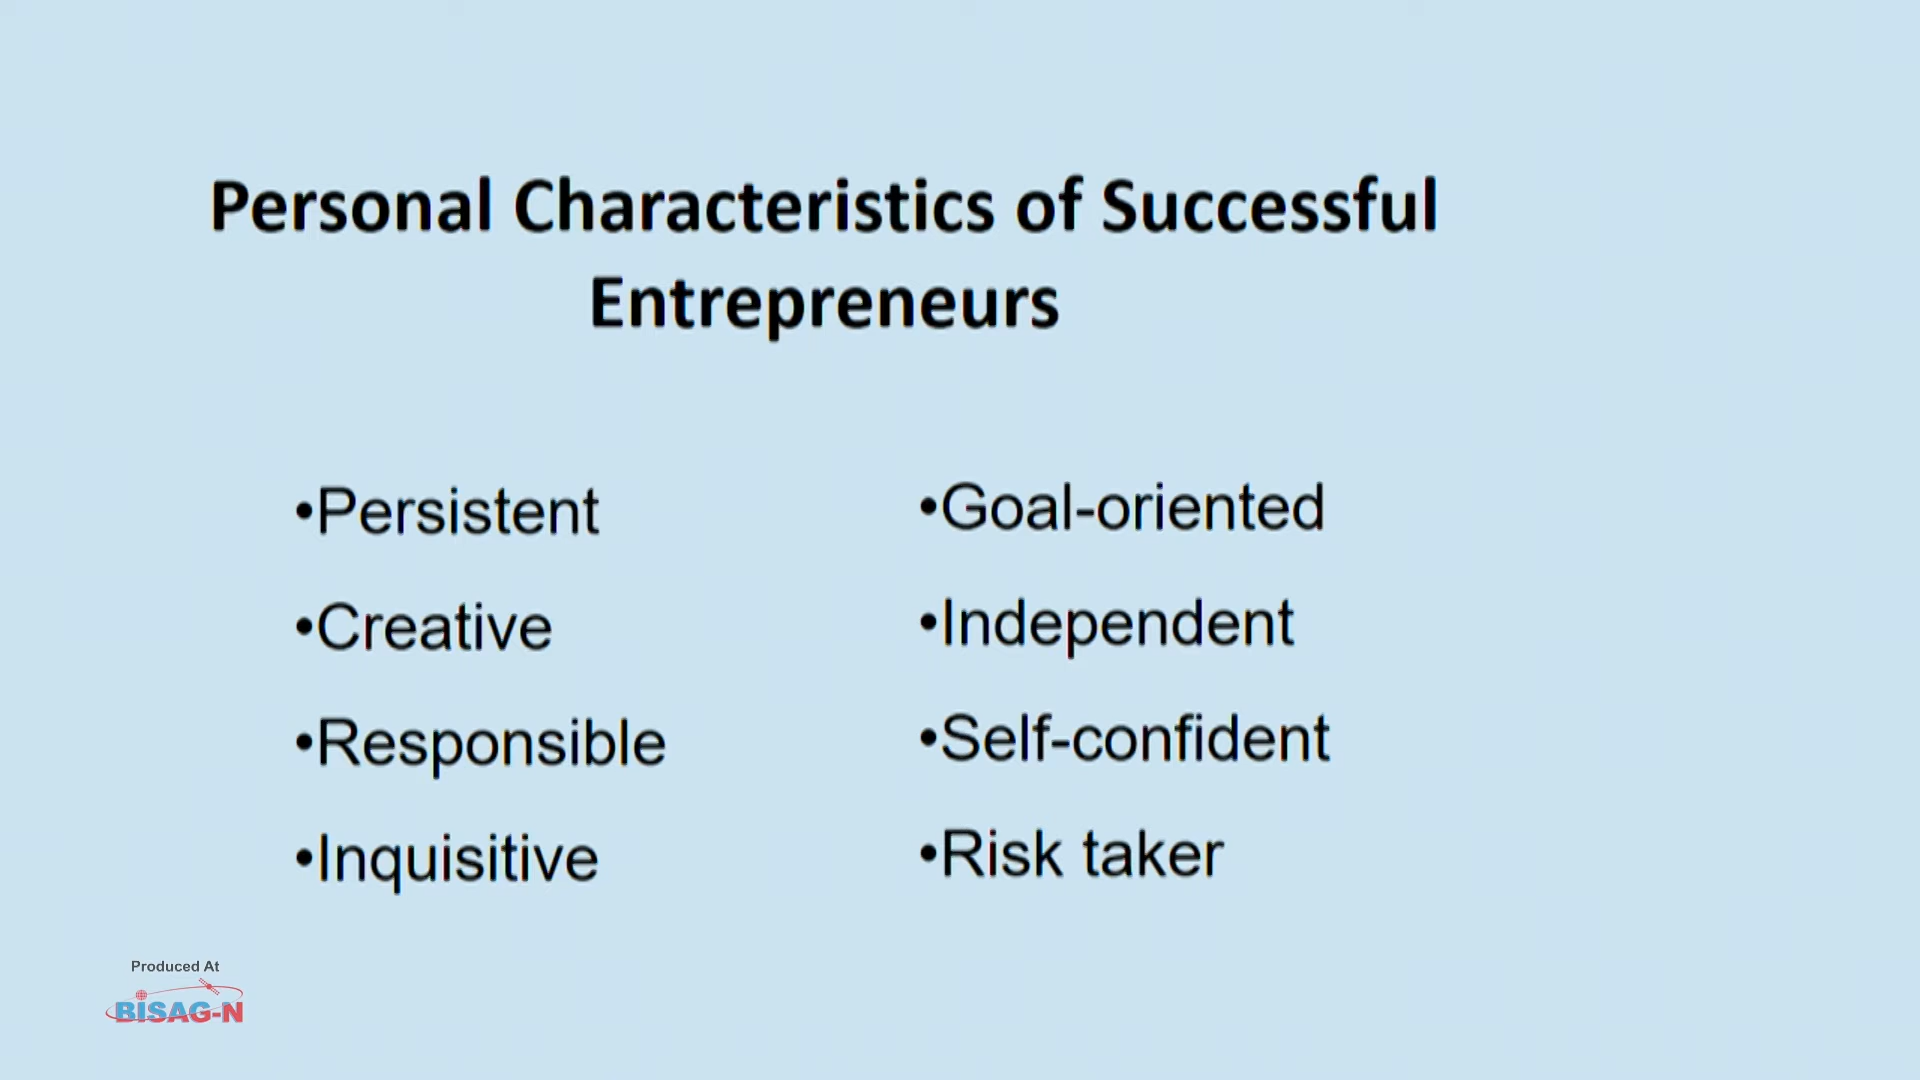 Personal Characteristics of Successful
Entrepreneurs
•Persistent
•Creative
•Responsible
•Inquisitive
•Goal-oriented
•Independent
•Self-confident
•Risk taker
Produced At
BISAG-N